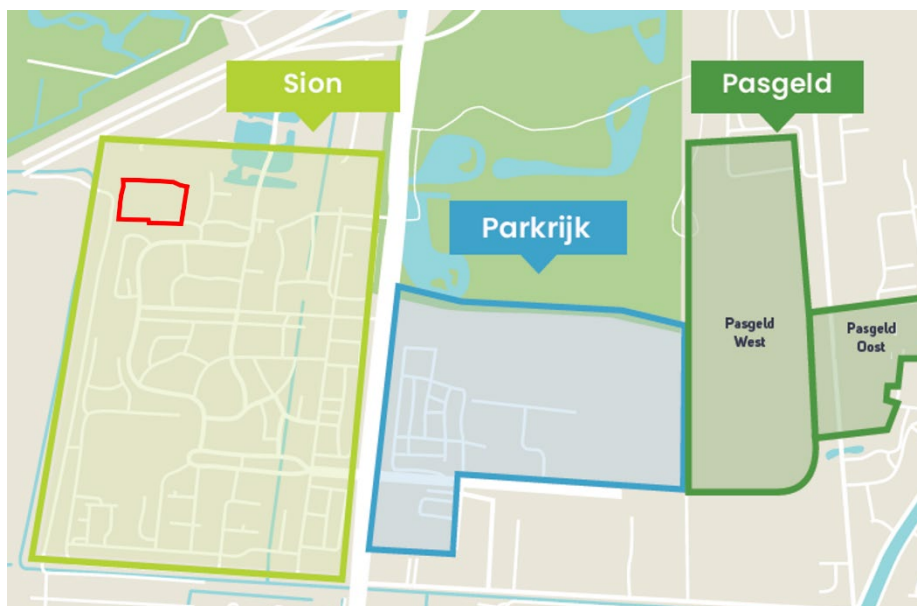 Sion
Pasgeld
Parkrijk
Pasgeld
West
Pasgeld
Oost